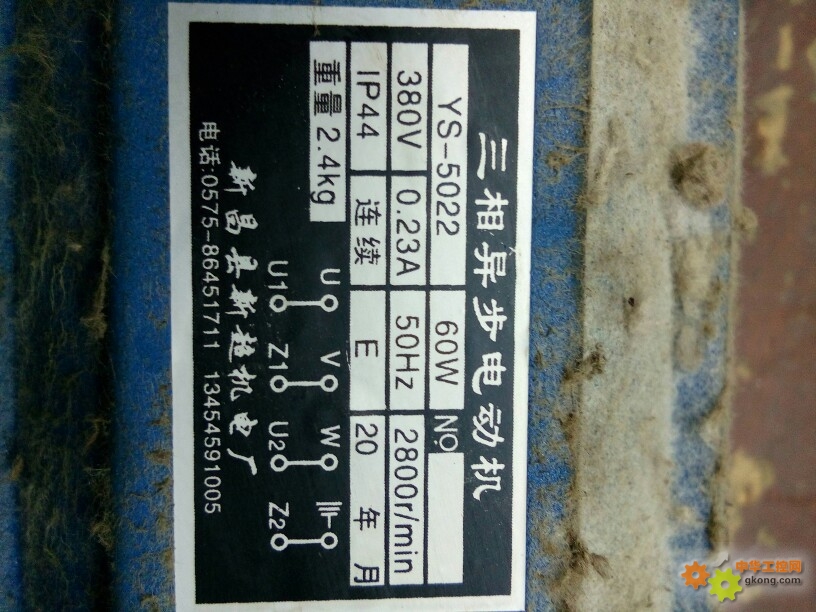 三相异步电动机
YS-5022 60W NO
380V 0.23A 50Hz 2800r/min
IP44 连续 E 20 年 月
重量 2.4kg
U V W
U1 Z1 U2 Z2
新昌县新超机电厂
电话:0575-86451711 13454591005
中华工控网
gkong.com